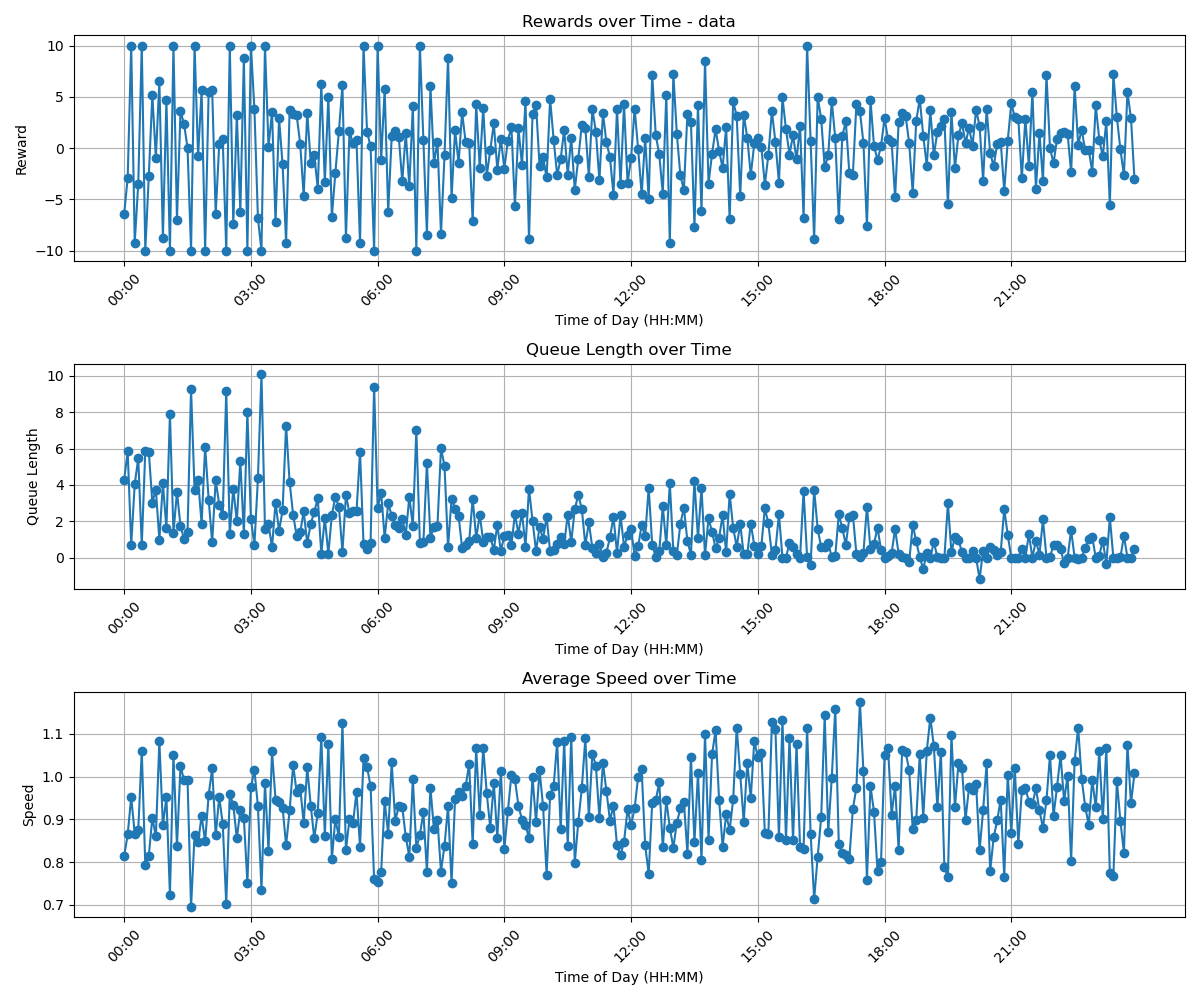 Rewards over Time - data
10
5
0
−5
−10
Reward
00:00 03:00 06:00 09:00 12:00 15:00 18:00 21:00
Time of Day (HH:MM)
Queue Length over Time
10
8
6
4
2
0
Queue Length
00:00 03:00 06:00 09:00 12:00 15:00 18:00 21:00
Time of Day (HH:MM)
Average Speed over Time
1.1
1.0
0.9
0.8
0.7
Speed
00:00 03:00 06:00 09:00 12:00 15:00 18:00 21:00
Time of Day (HH:MM)